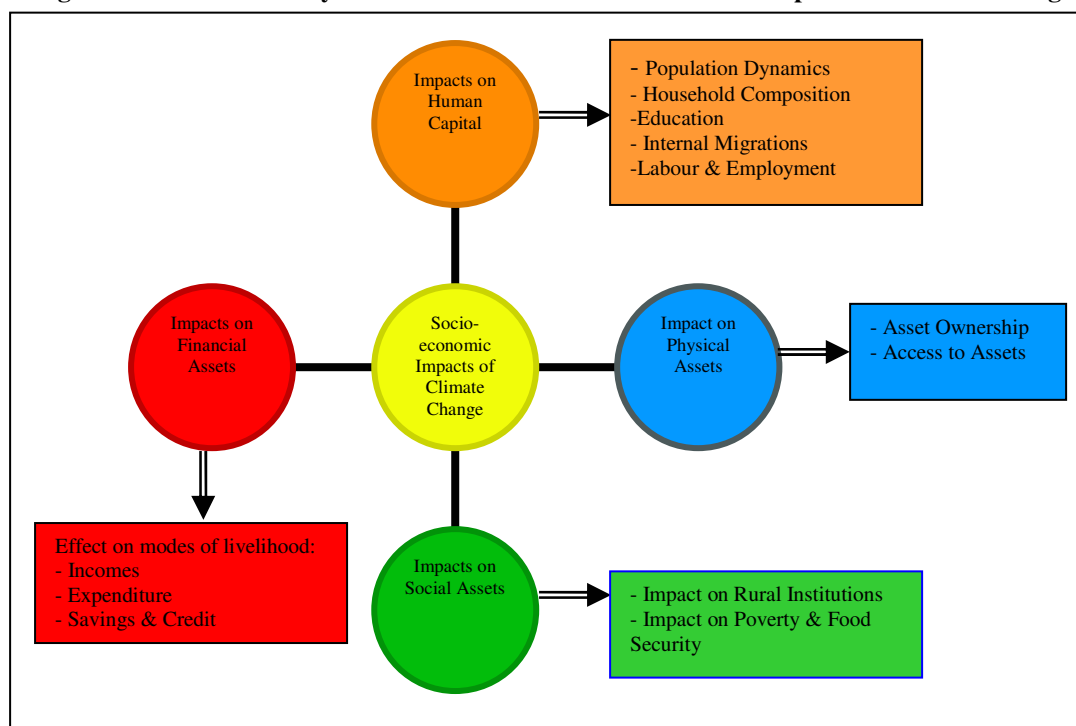 Impacts on
Human
Capital
- Population Dynamics
- Household Composition
-Education
- Internal Migrations
-Labour & Employment
Impacts on
Financial
Assets
Socio-
economic
Impacts of
Climate
Change
Impact on
Physical
Assets
- Asset Ownership
- Access to Assets
Effect on modes of livelihood:
- Incomes
- Expenditure
- Savings & Credit
Impacts on
Social Assets
- Impact on Rural Institutions
- Impact on Poverty & Food
Security